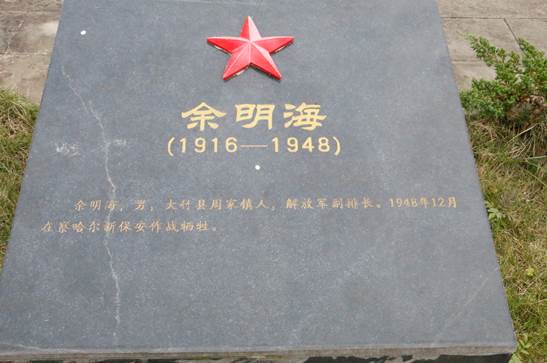 余明海
(1916—1948)
余明海，男，大竹县周家镇人，解放军副排长。1948年12月
在察哈尔新保安作战牺牲。